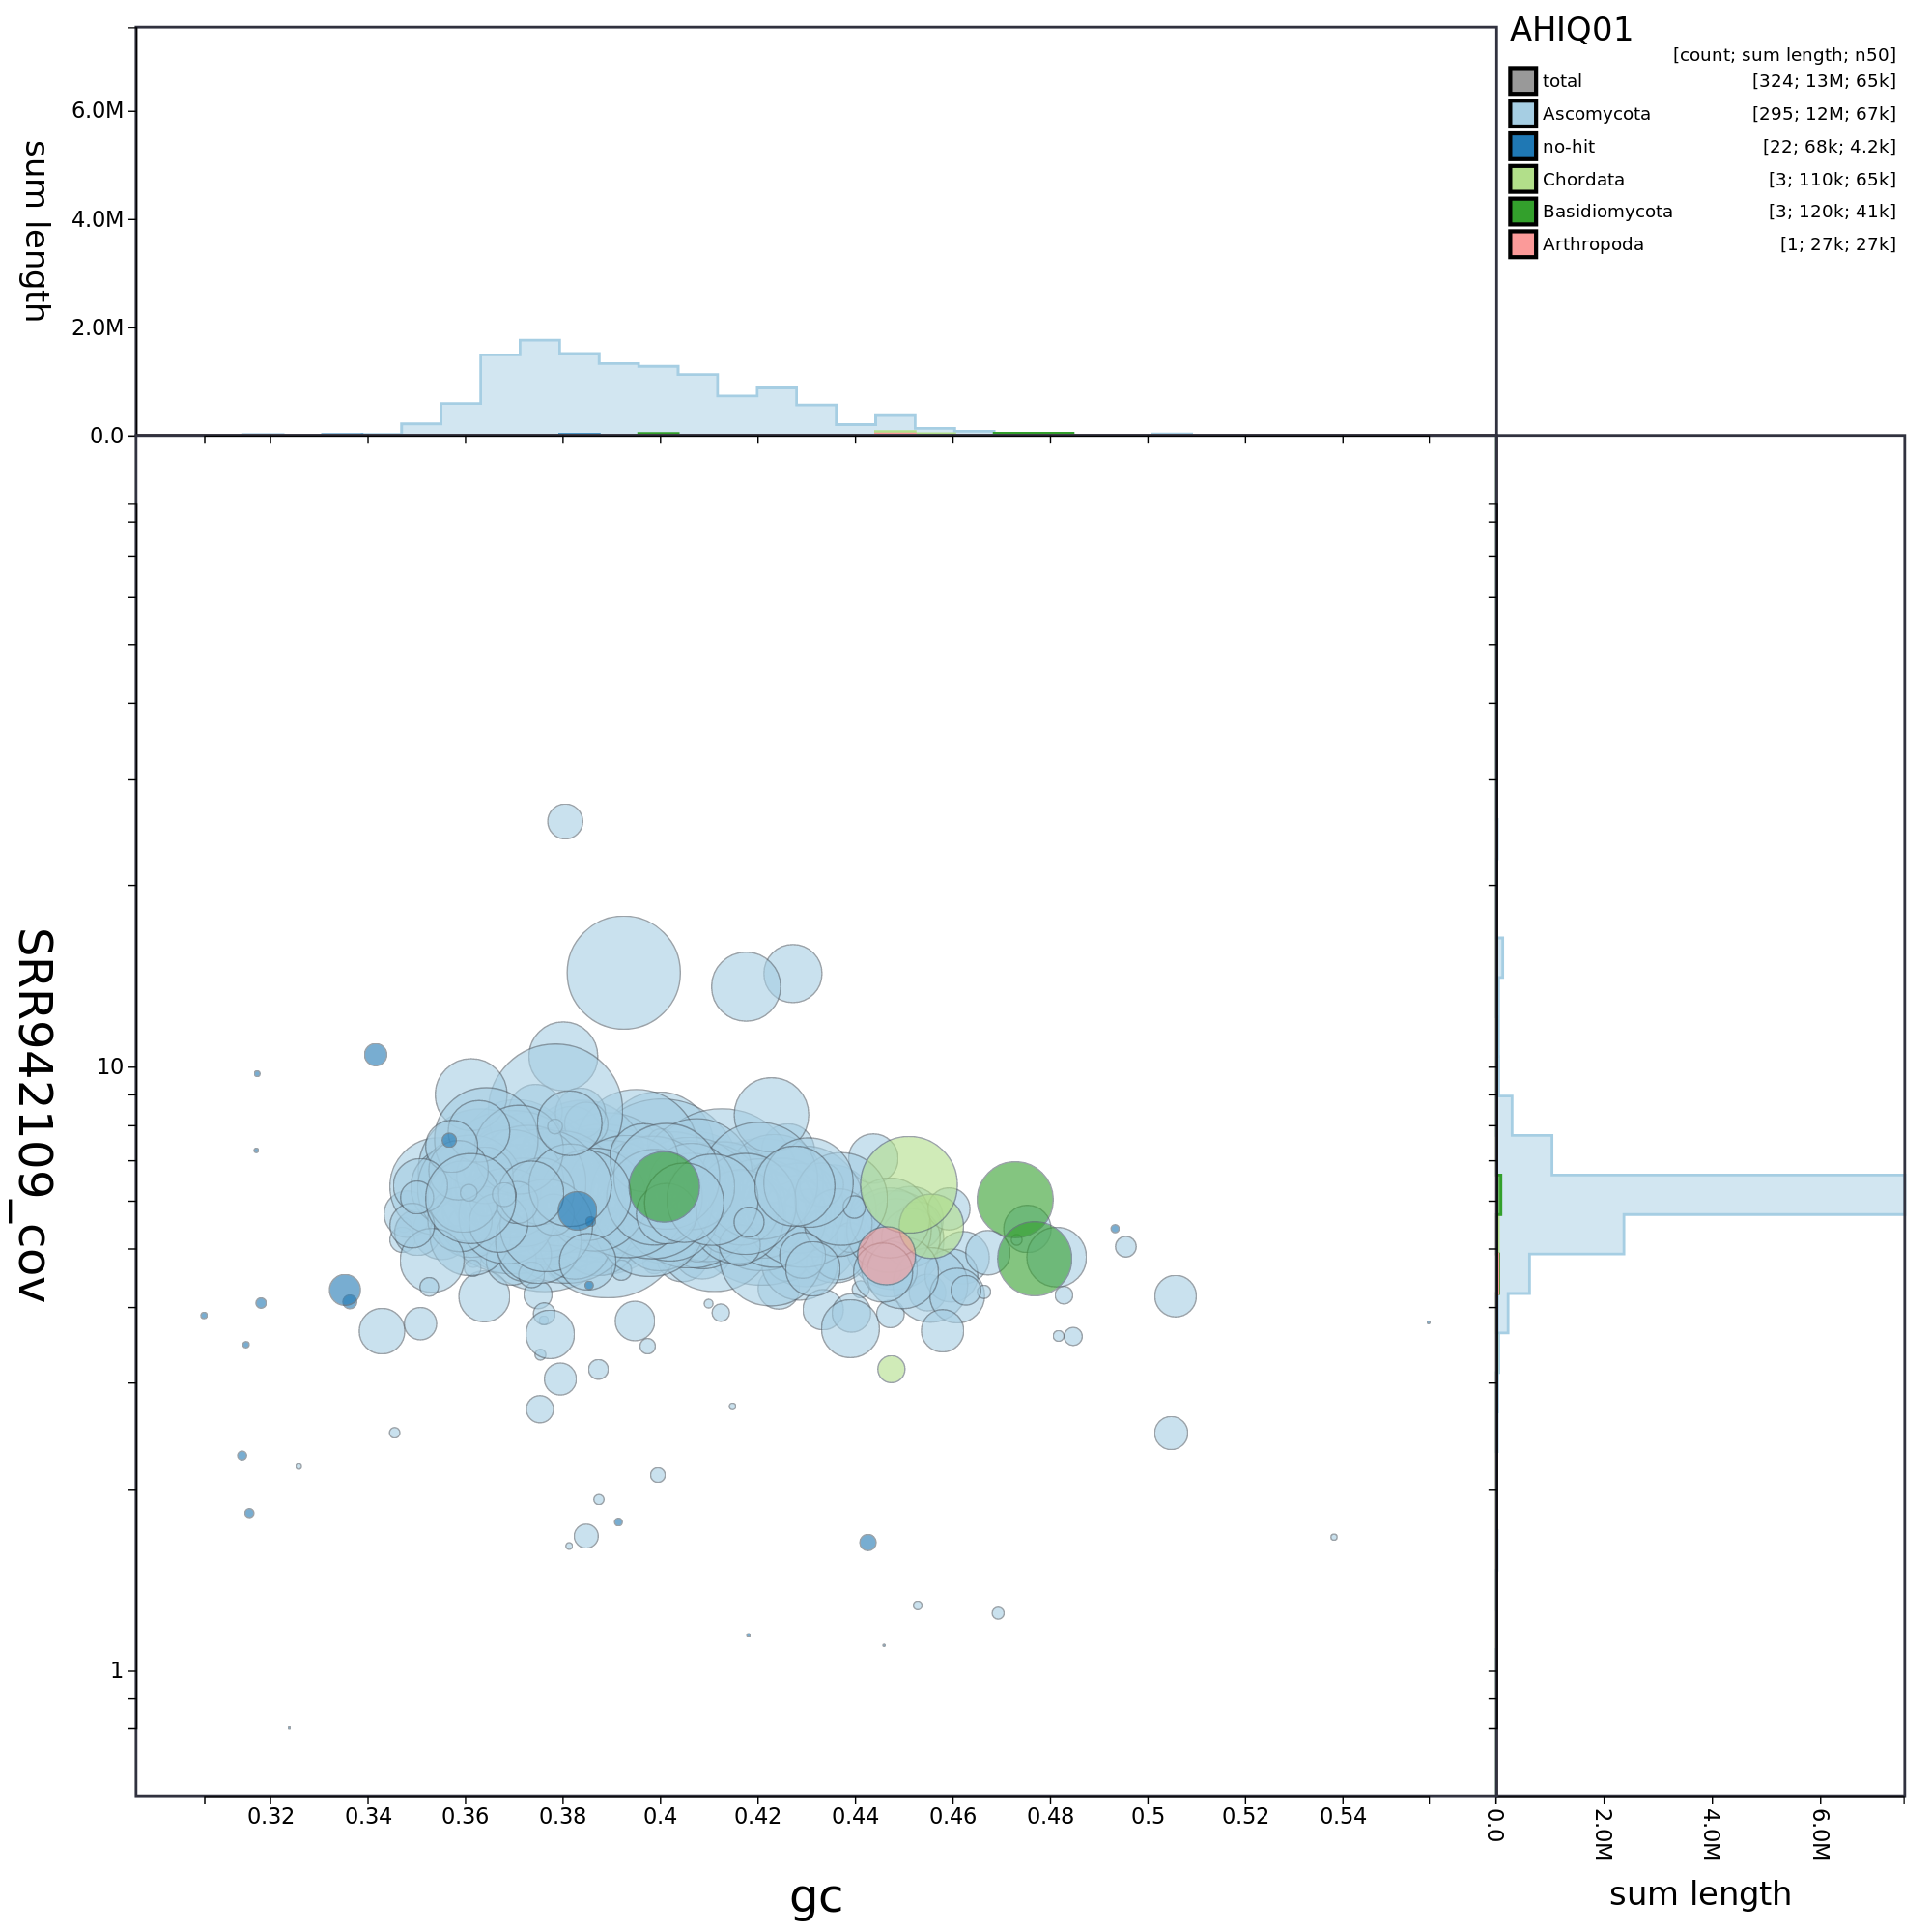 AHIQ01
[count; sum length; n50]
total [324; 13M; 65k]
Ascomycota [295; 12M; 67k]
no-hit [22; 68k; 4.2k]
Chordata [3; 110k; 65k]
Basidiomycota [3; 120k; 41k]
Arthropoda [1; 27k; 27k]
sum length
6.0M
4.0M
2.0M
0.0
SRR942109_cov
10
1
0.32 0.34 0.36 0.38 0.4 0.42 0.44 0.46 0.48 0.5 0.52 0.54
gc
0.0 2.0M 4.0M 6.0M
sum length